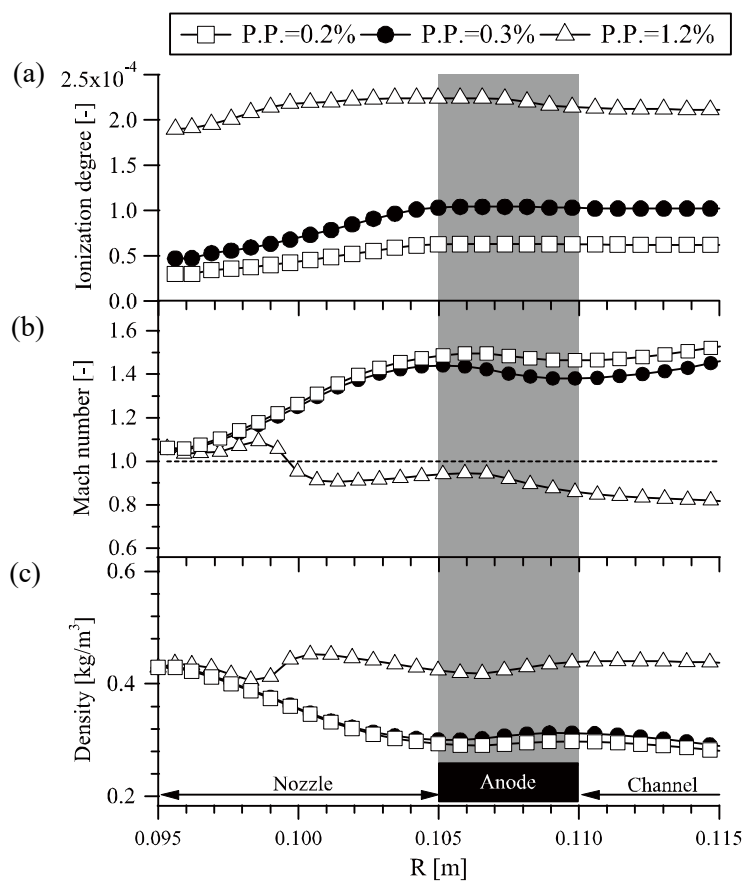 P.P.=0.2% P.P.=0.3% P.P.=1.2%
(a)
2.5x10-4
2.0
1.0
0.5
0.0
Ionization degree [-]
(b)
1.6
1.4
1.2
1.0
0.8
0.6
Mach number [-]
(c)
0.6
0.4
0.2
Density [kg/m3]
Nozzle Anode Channel
0.095 0.100 0.105 0.110 0.115
R [m]